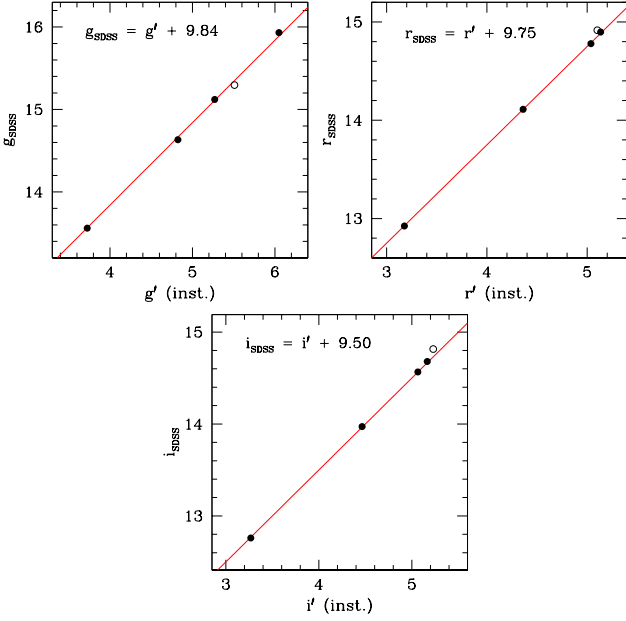 g_SDSS = g′ + 9.84
16
15
14
g_SDSS
4 5 6
g′ (inst.)
r_SDSS = r′ + 9.75
15
14
13
r_SDSS
3 4 5
r′ (inst.)
i_SDSS = i′ + 9.50
15
14
13
i_SDSS
3 4 5
i′ (inst.)